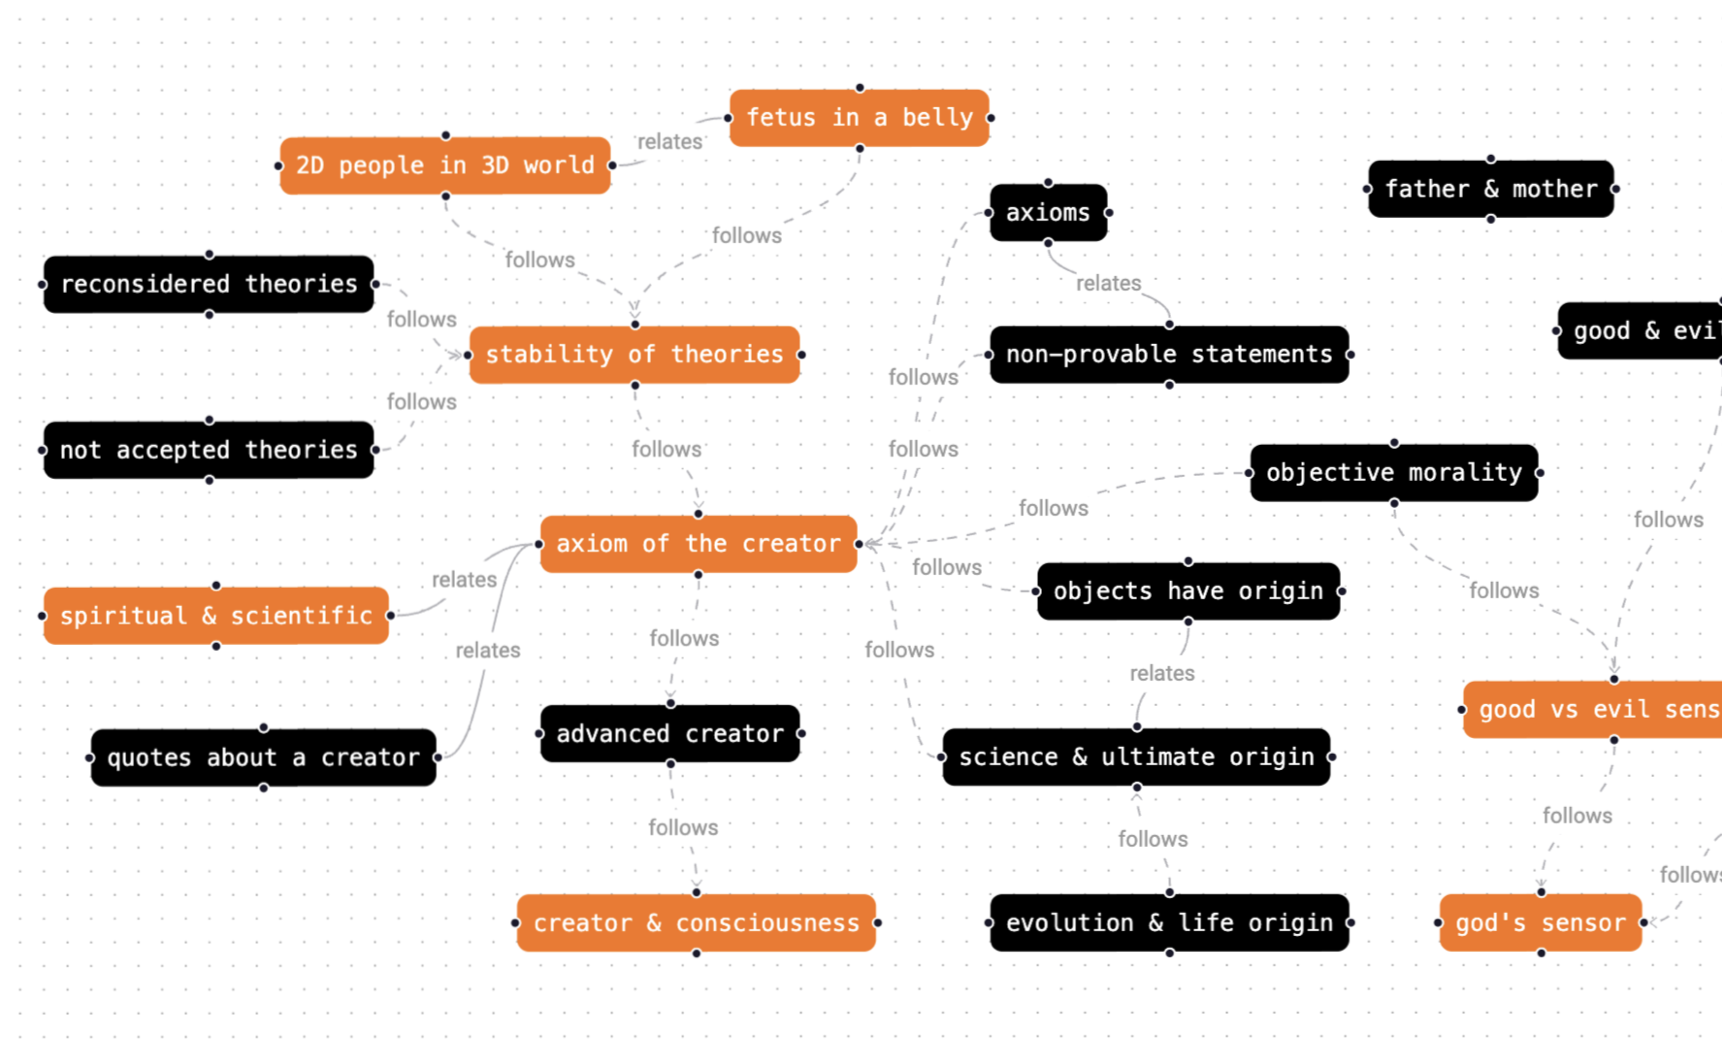 fetus in a belly
relates
2D people in 3D world
father & mother
axioms
follows
follows
reconsidered theories
relates
follows
good & evil
stability of theories
non-provable statements
follows
follows
not accepted theories
follows
follows
objective morality
follows
follows
axiom of the creator
follows
relates
objects have origin
follows
spiritual & scientific
follows
relates
follows
relates
good vs evil sens
advanced creator
quotes about a creator
science & ultimate origin
follows
follows
follows
follows
creator & consciousness
evolution & life origin
god's sensor